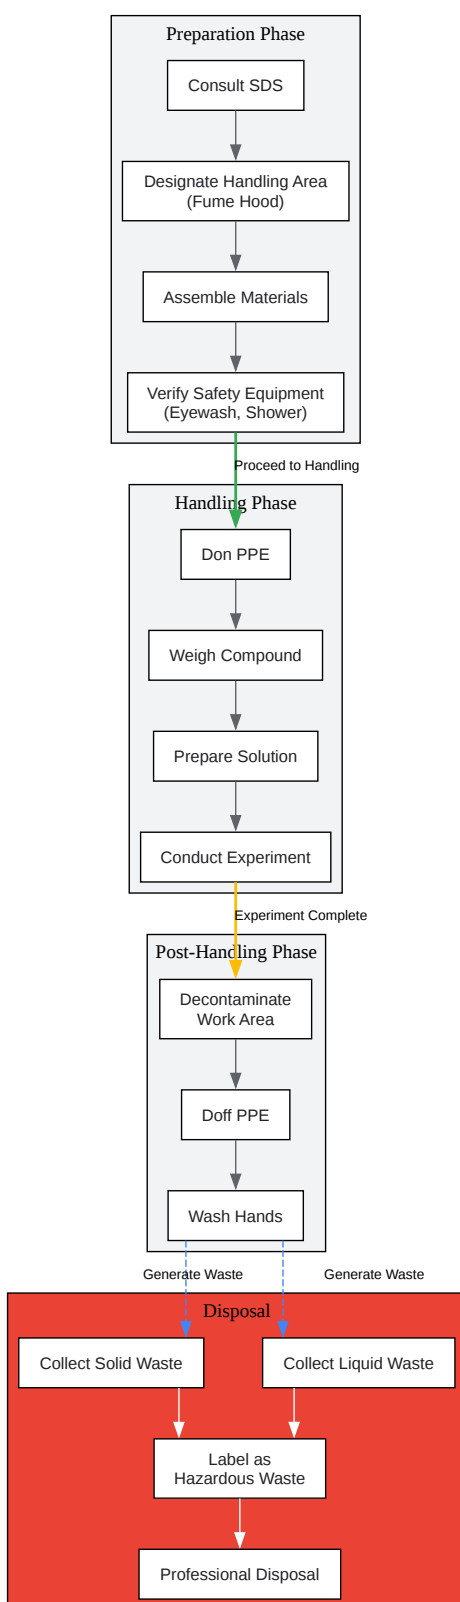 Preparation Phase
Consult SDS
Designate Handling Area
(Fume Hood)
Assemble Materials
Verify Safety Equipment
(Eyewash, Shower)
Proceed to Handling
Handling Phase
Don PPE
Weigh Compound
Prepare Solution
Conduct Experiment
Experiment Complete
Post-Handling Phase
Decontaminate
Work Area
Doff PPE
Wash Hands
Generate Waste
Generate Waste
Disposal
Collect Solid Waste
Collect Liquid Waste
Label as
Hazardous Waste
Professional Disposal